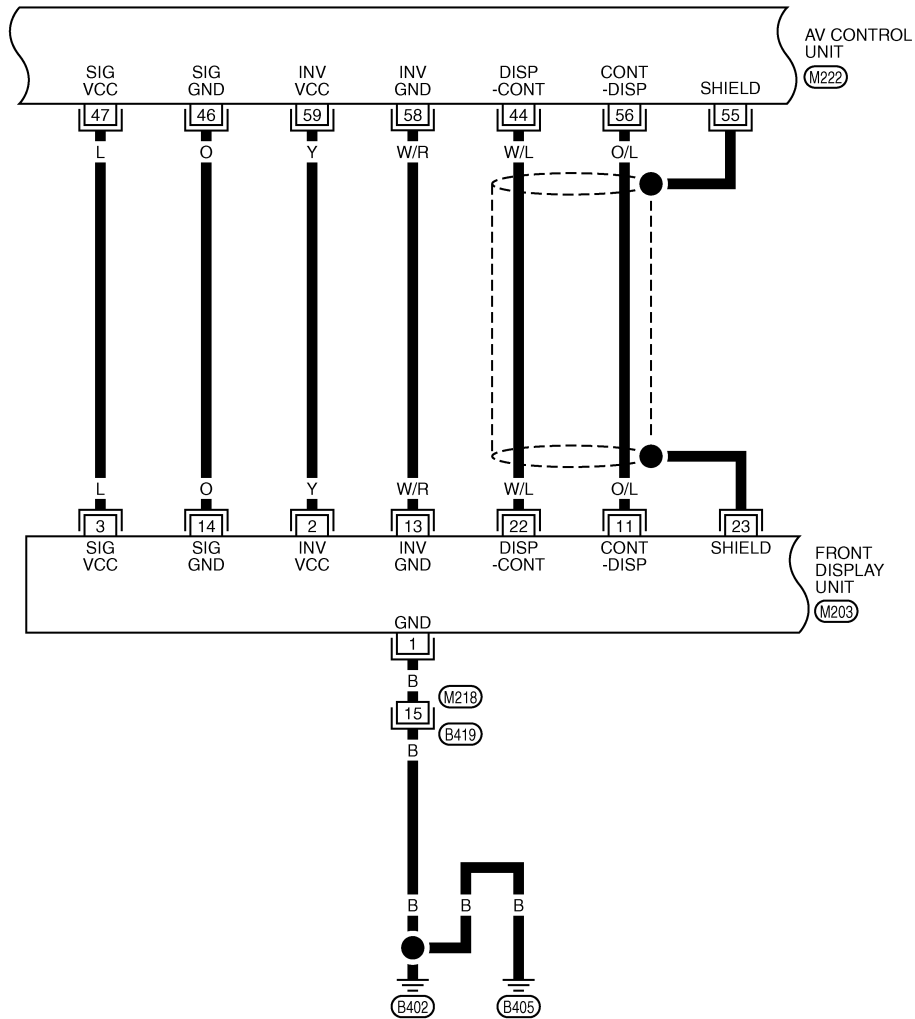 AV CONTROL
UNIT
M222
SIG
VCC
SIG
GND
INV
VCC
INV
GND
DISP
-CONT
CONT
-DISP
SHIELD
47 46 59 58 44 56 55
L O Y W/R W/L O/L
L O Y W/R W/L O/L
3 14 2 13 22 11 23
SIG
VCC
SIG
GND
INV
VCC
INV
GND
DISP
-CONT
CONT
-DISP
SHIELD
FRONT
DISPLAY
UNIT
M203
GND
1
B
M218
15
B419
B
B B B
B402 B405